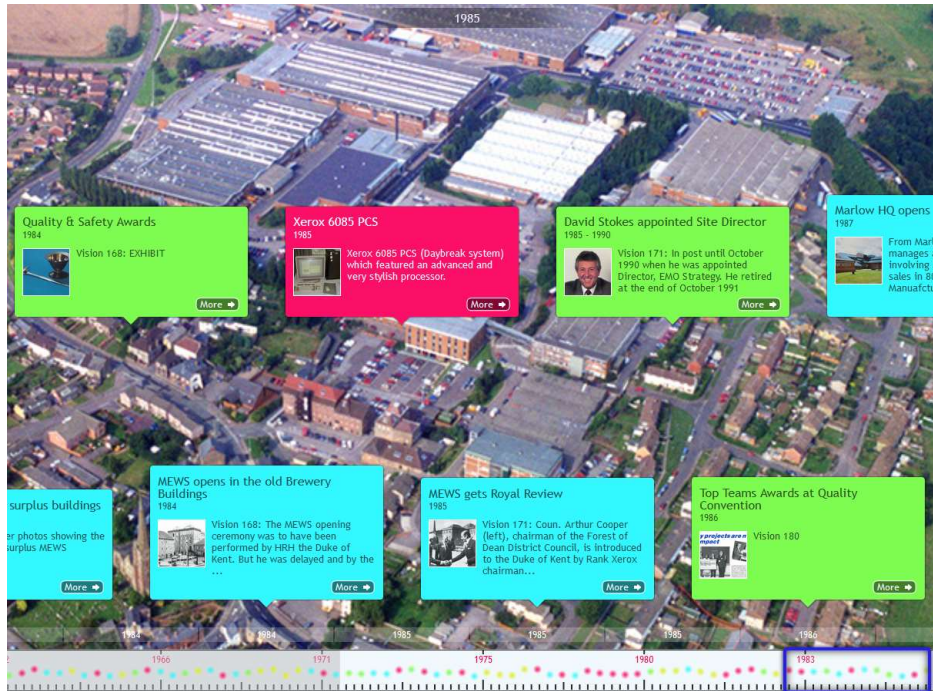 1985
Quality & Safety Awards
1984
Vision 168: EXHIBIT
More
Xerox 6085 PCS
1985
Xerox 6085 PCS (Daybreak system)
which featured an advanced and
very stylish processor.
More
David Stokes appointed Site Director
1985 - 1990
Vision 171: In post until October
1990 when he was appointed
Director, EMO Strategy. He retired
at the end of October 1991
More
Marlow HQ opens
1987
From Marl
manages a
involving
sales in 80
Manuafctu
surplus buildings
er photos showing the
surplus MEWS
More
MEWS opens in the old Brewery
Buildings
1984
Vision 168: The MEWS opening
ceremony was to have been
performed by HRH the Duke of
Kent. But he was delayed and by the
...
More
MEWS gets Royal Review
1985
Vision 171: Coun. Arthur Cooper
(left), chairman of the Forest of
Dean District Council, is introduced
to the Duke of Kent by Rank Xerox
chairman...
More
Top Teams Awards at Quality
Convention
1986
y projects are n
mpact
Vision 180
More
1984 1984 1985 1985 1985 1986
2 1966 1971 1975 1980 1983